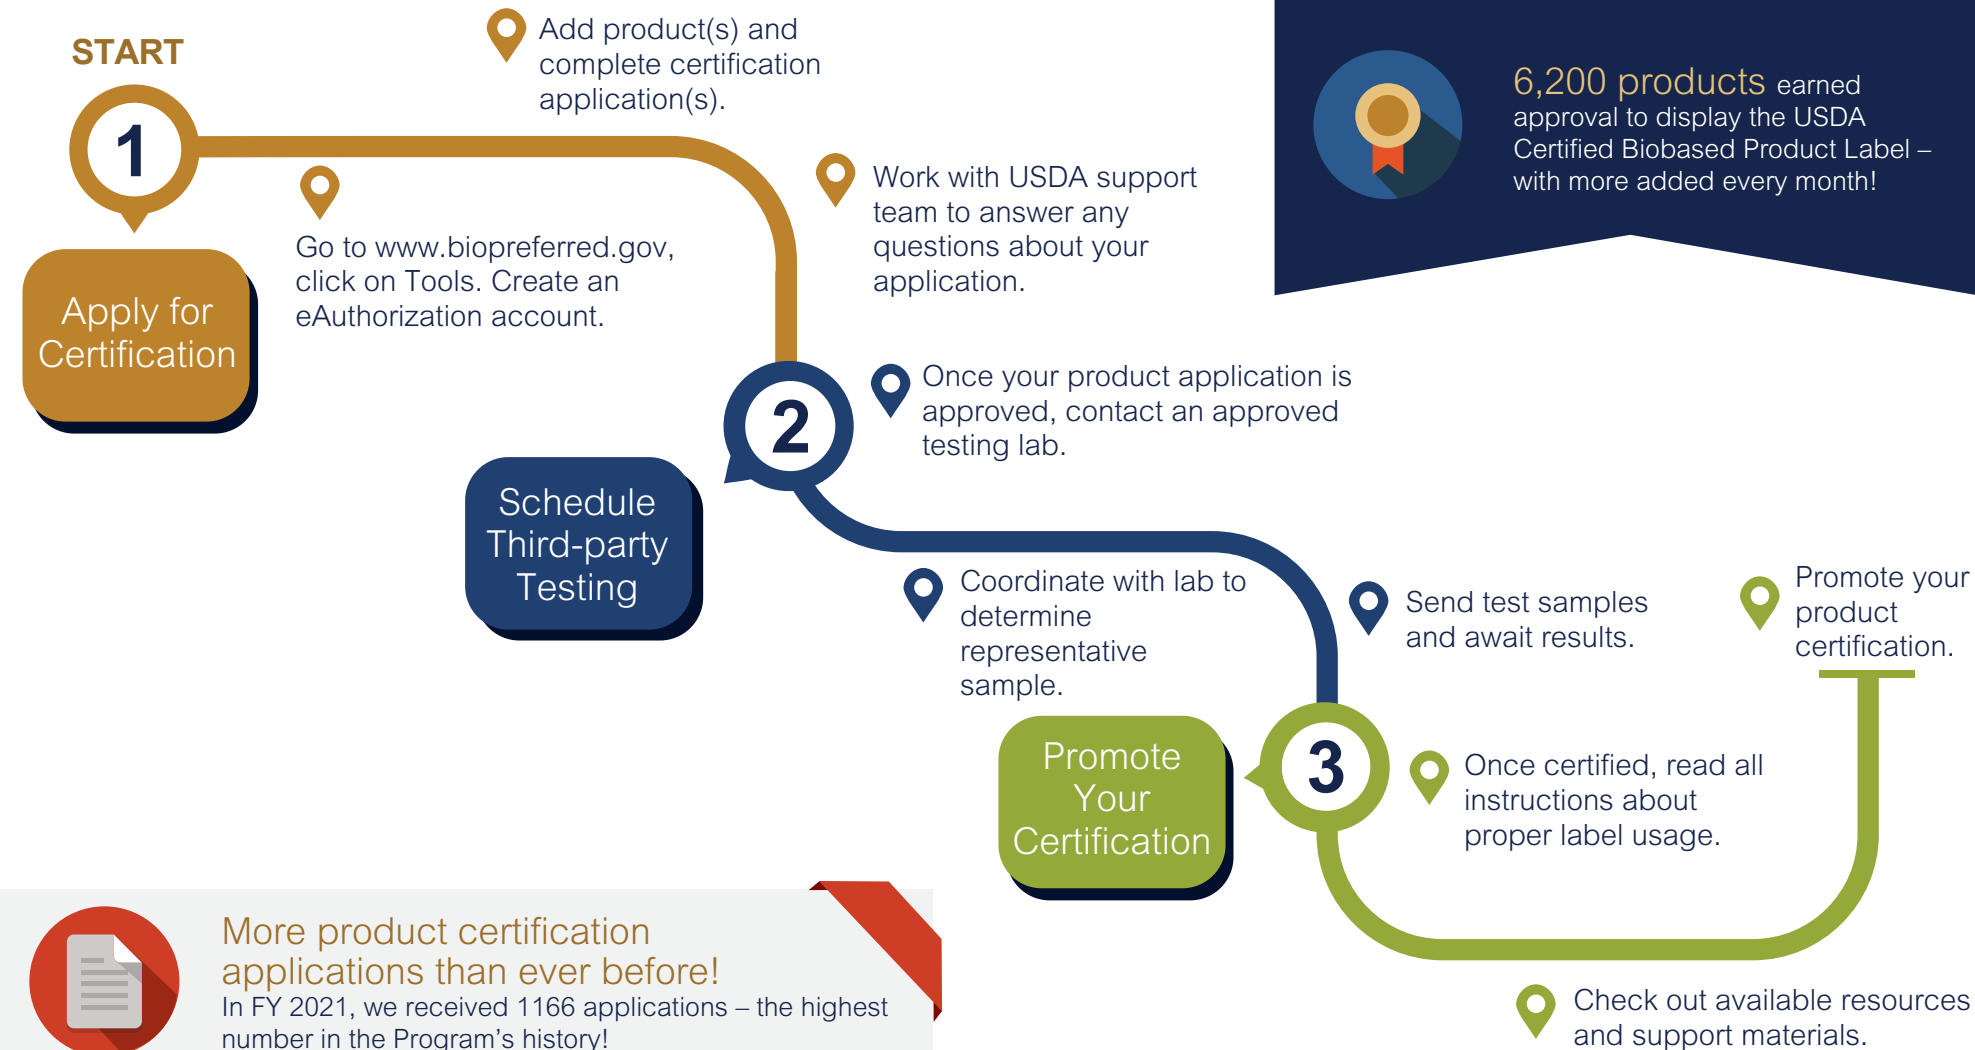 START
1
Apply for
Certification
Go to www.biopreferred.gov,
click on Tools. Create an
eAuthorization account.
Add product(s) and
complete certification
application(s).
Work with USDA support
team to answer any
questions about your
application.
6,200 products earned
approval to display the USDA
Certified Biobased Product Label –
with more added every month!
2
Schedule
Third-party
Testing
Once your product application is
approved, contact an approved
testing lab.
Coordinate with lab to
determine
representative
sample.
Send test samples
and await results.
3
Promote
Your
Certification
Once certified, read all
instructions about
proper label usage.
Check out available resources
and support materials.
Promote your
product
certification.
More product certification
applications than ever before!
In FY 2021, we received 1166 applications – the highest
number in the Program’s history!